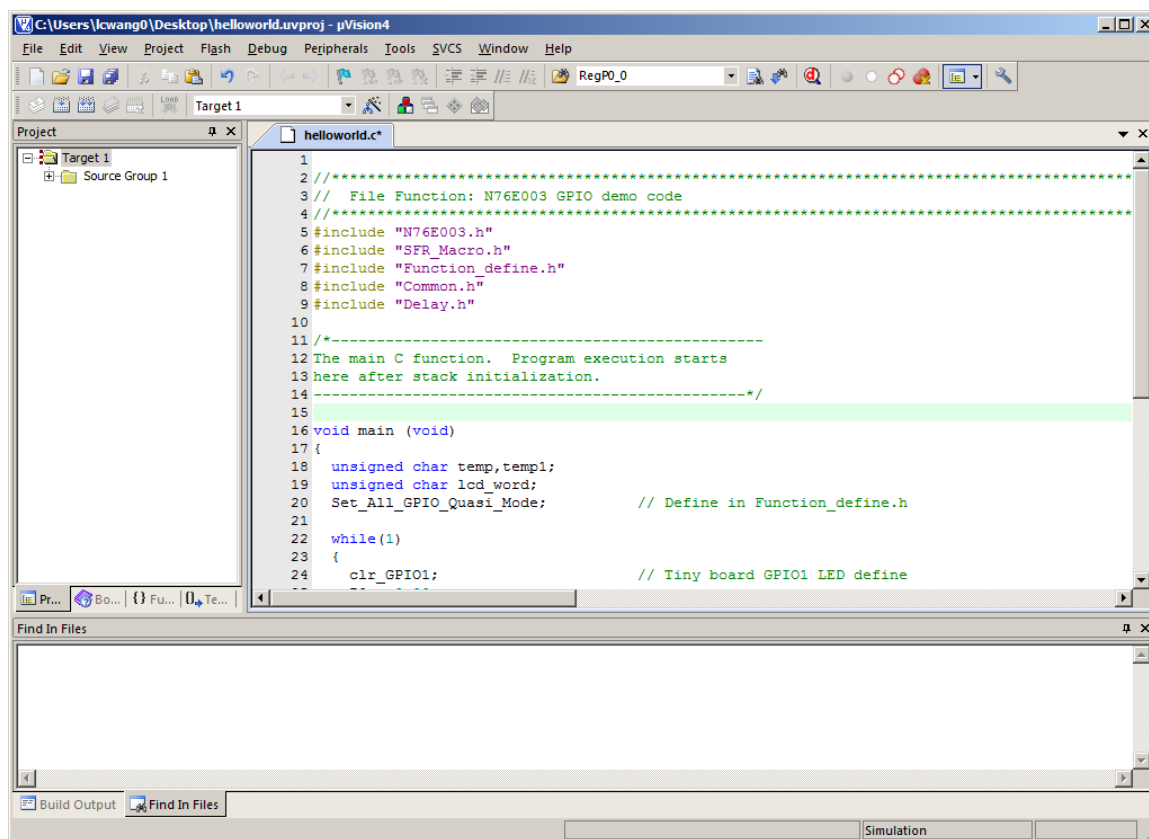 C:\Users\lcwang0\Desktop\helloworld.uvproj - µVision4
File Edit View Project Flash Debug Peripherals Tools SVCS Window Help
RegP0_0
LOAD Target 1
Project
helloworld.c*
Target 1
Source Group 1
1
2 //*****************************************************************************************
3 //  File Function: N76E003 GPIO demo code
4 //*****************************************************************************************
5 #include "N76E003.h"
6 #include "SFR_Macro.h"
7 #include "Function_define.h"
8 #include "Common.h"
9 #include "Delay.h"
10
11 /*------------------------------------------------
12 The main C function.  Program execution starts
13 here after stack initialization.
14 ------------------------------------------------*/
15
16 void main (void)
17 {
18   unsigned char temp,temp1;
19   unsigned char lcd_word;
20   Set_All_GPIO_Quasi_Mode;          // Define in Function_define.h
21
22   while(1)
23   {
24     clr_GPIO1;                      // Tiny board GPIO1 LED define
Pr... Bo... {} Fu... 0 Te...
Find In Files
Build Output Find In Files
Simulation